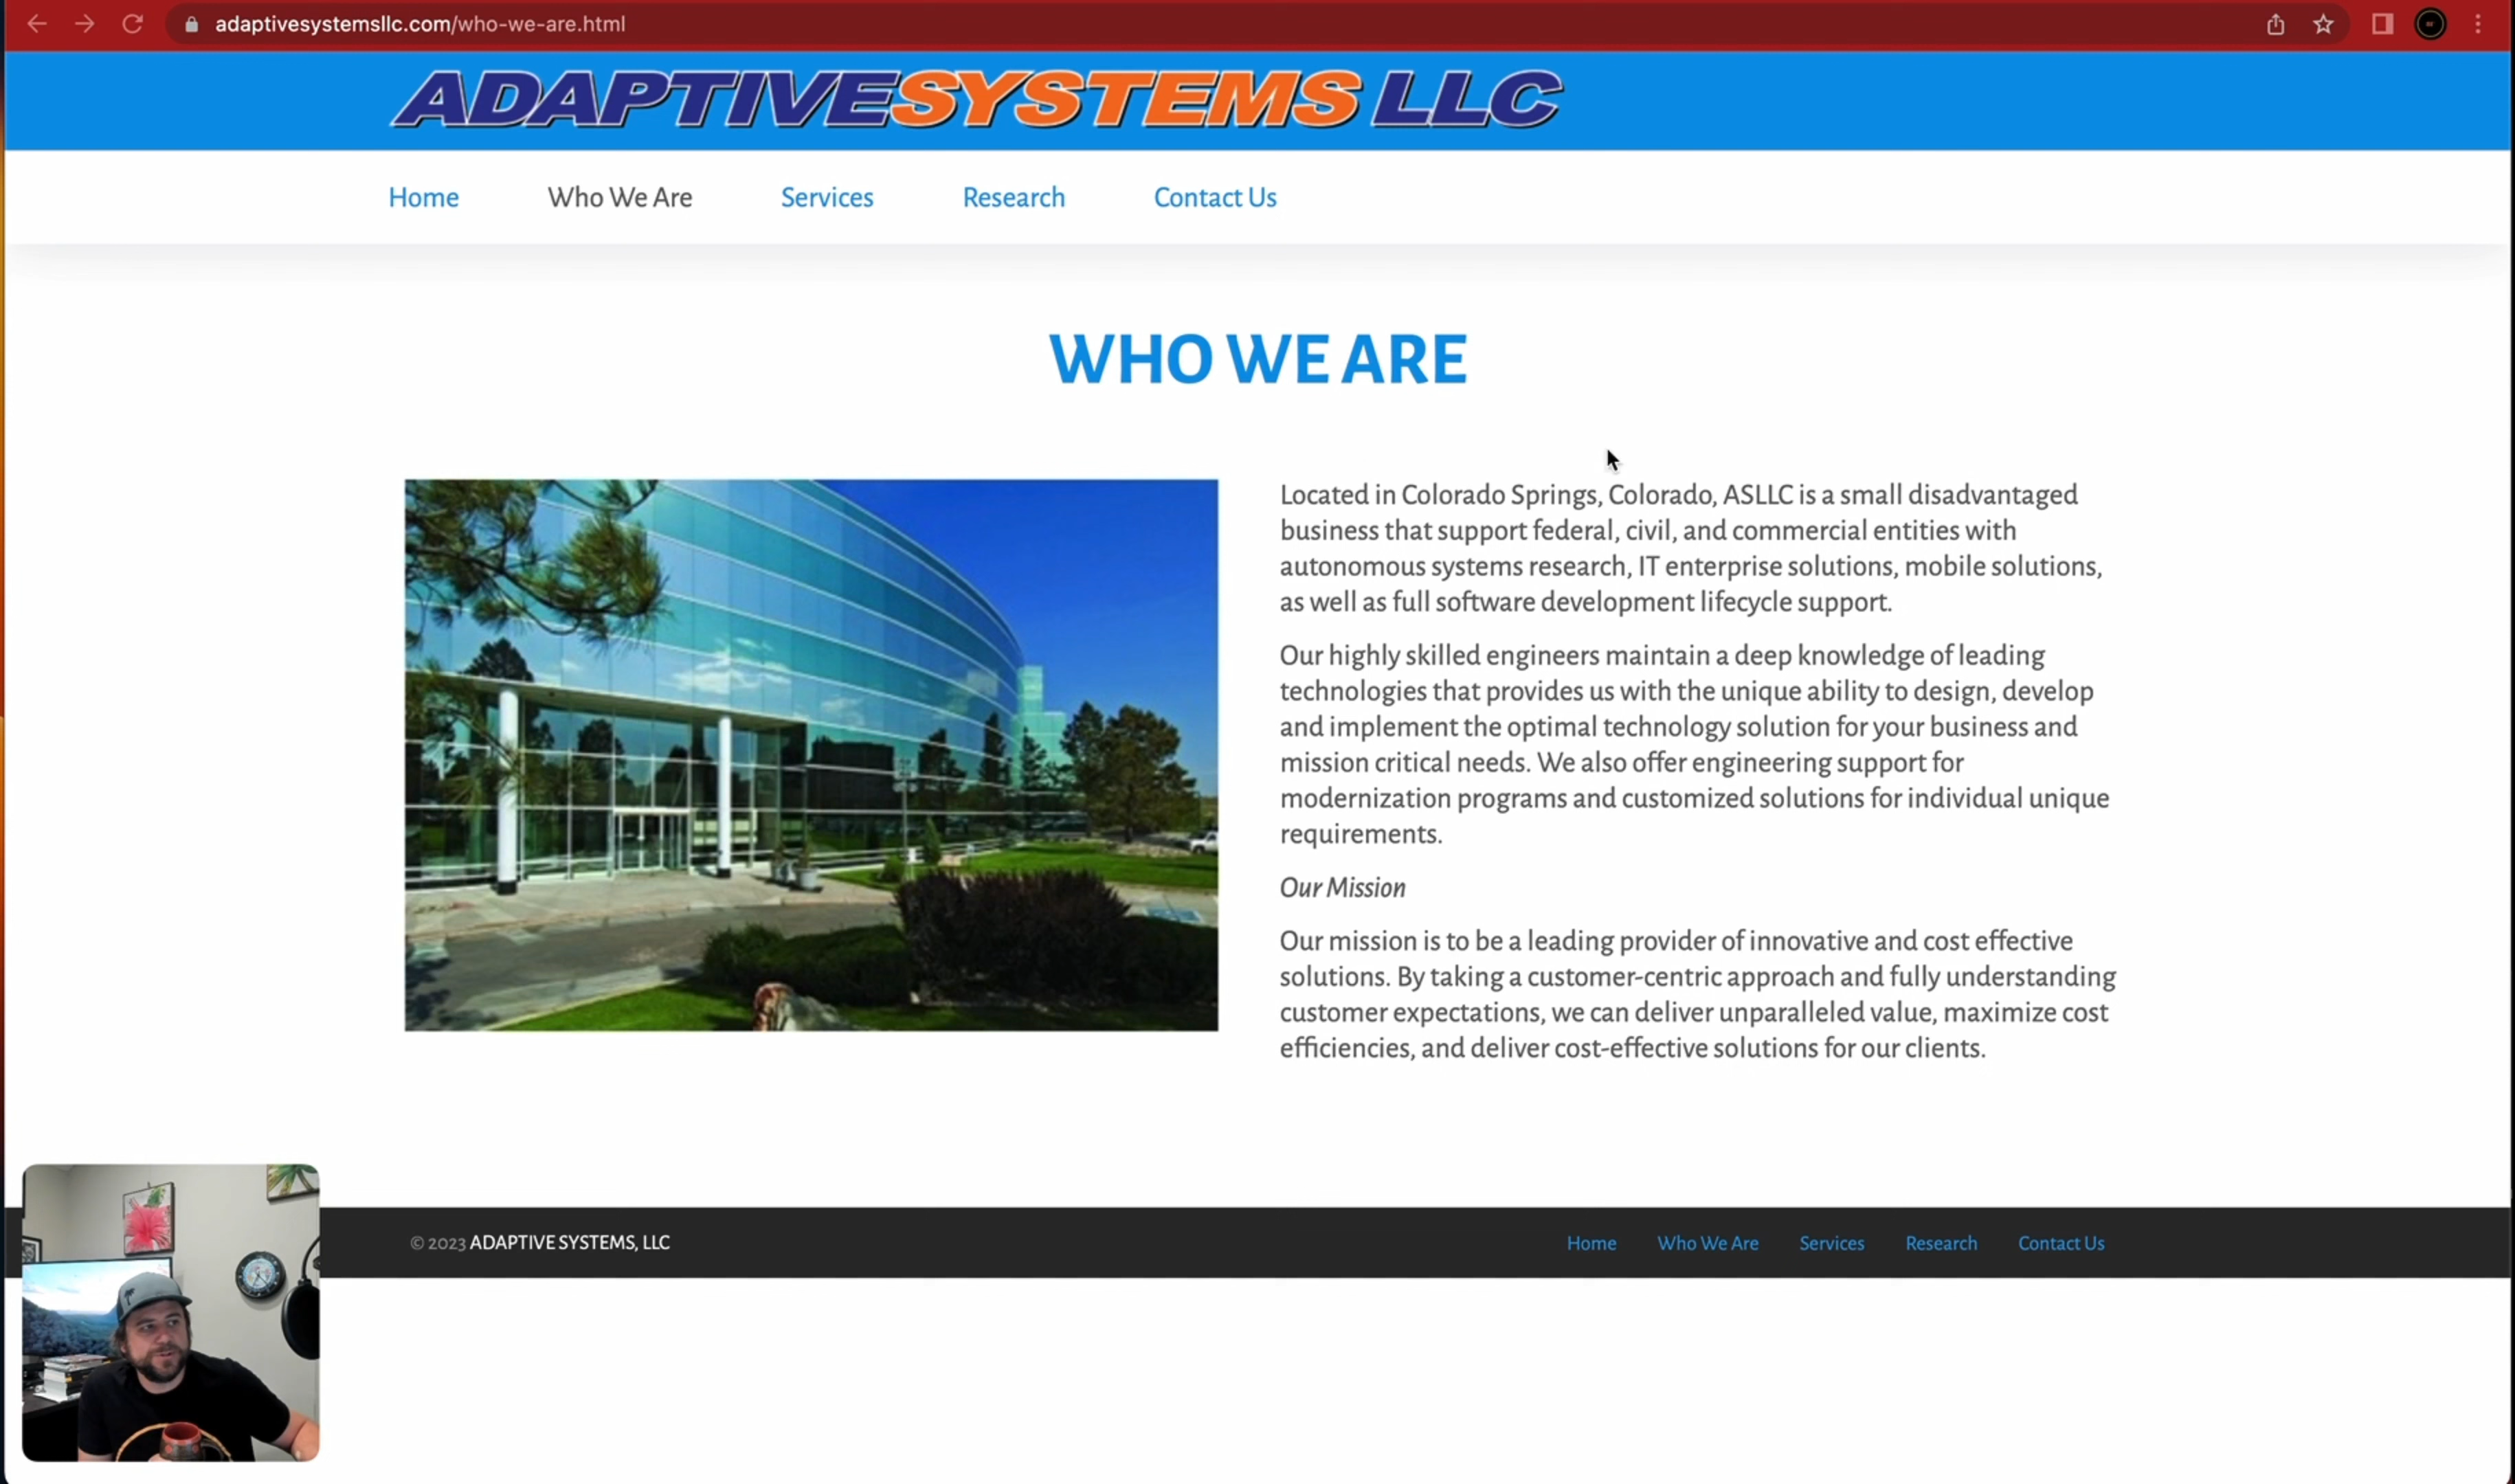 adaptivesystemsllc.com/who-we-are.html
ADAPTIVESYSTEMS LLC
Home Who We Are Services Research Contact Us
WHO WE ARE
Located in Colorado Springs, Colorado, ASLLC is a small disadvantaged
business that support federal, civil, and commercial entities with
autonomous systems research, IT enterprise solutions, mobile solutions,
as well as full software development lifecycle support.
Our highly skilled engineers maintain a deep knowledge of leading
technologies that provides us with the unique ability to design, develop
and implement the optimal technology solution for your business and
mission critical needs. We also offer engineering support for
modernization programs and customized solutions for individual unique
requirements.
Our Mission
Our mission is to be a leading provider of innovative and cost effective
solutions. By taking a customer-centric approach and fully understanding
customer expectations, we can deliver unparalleled value, maximize cost
efficiencies, and deliver cost-effective solutions for our clients.
© 2023 ADAPTIVE SYSTEMS, LLC
Home Who We Are Services Research Contact Us